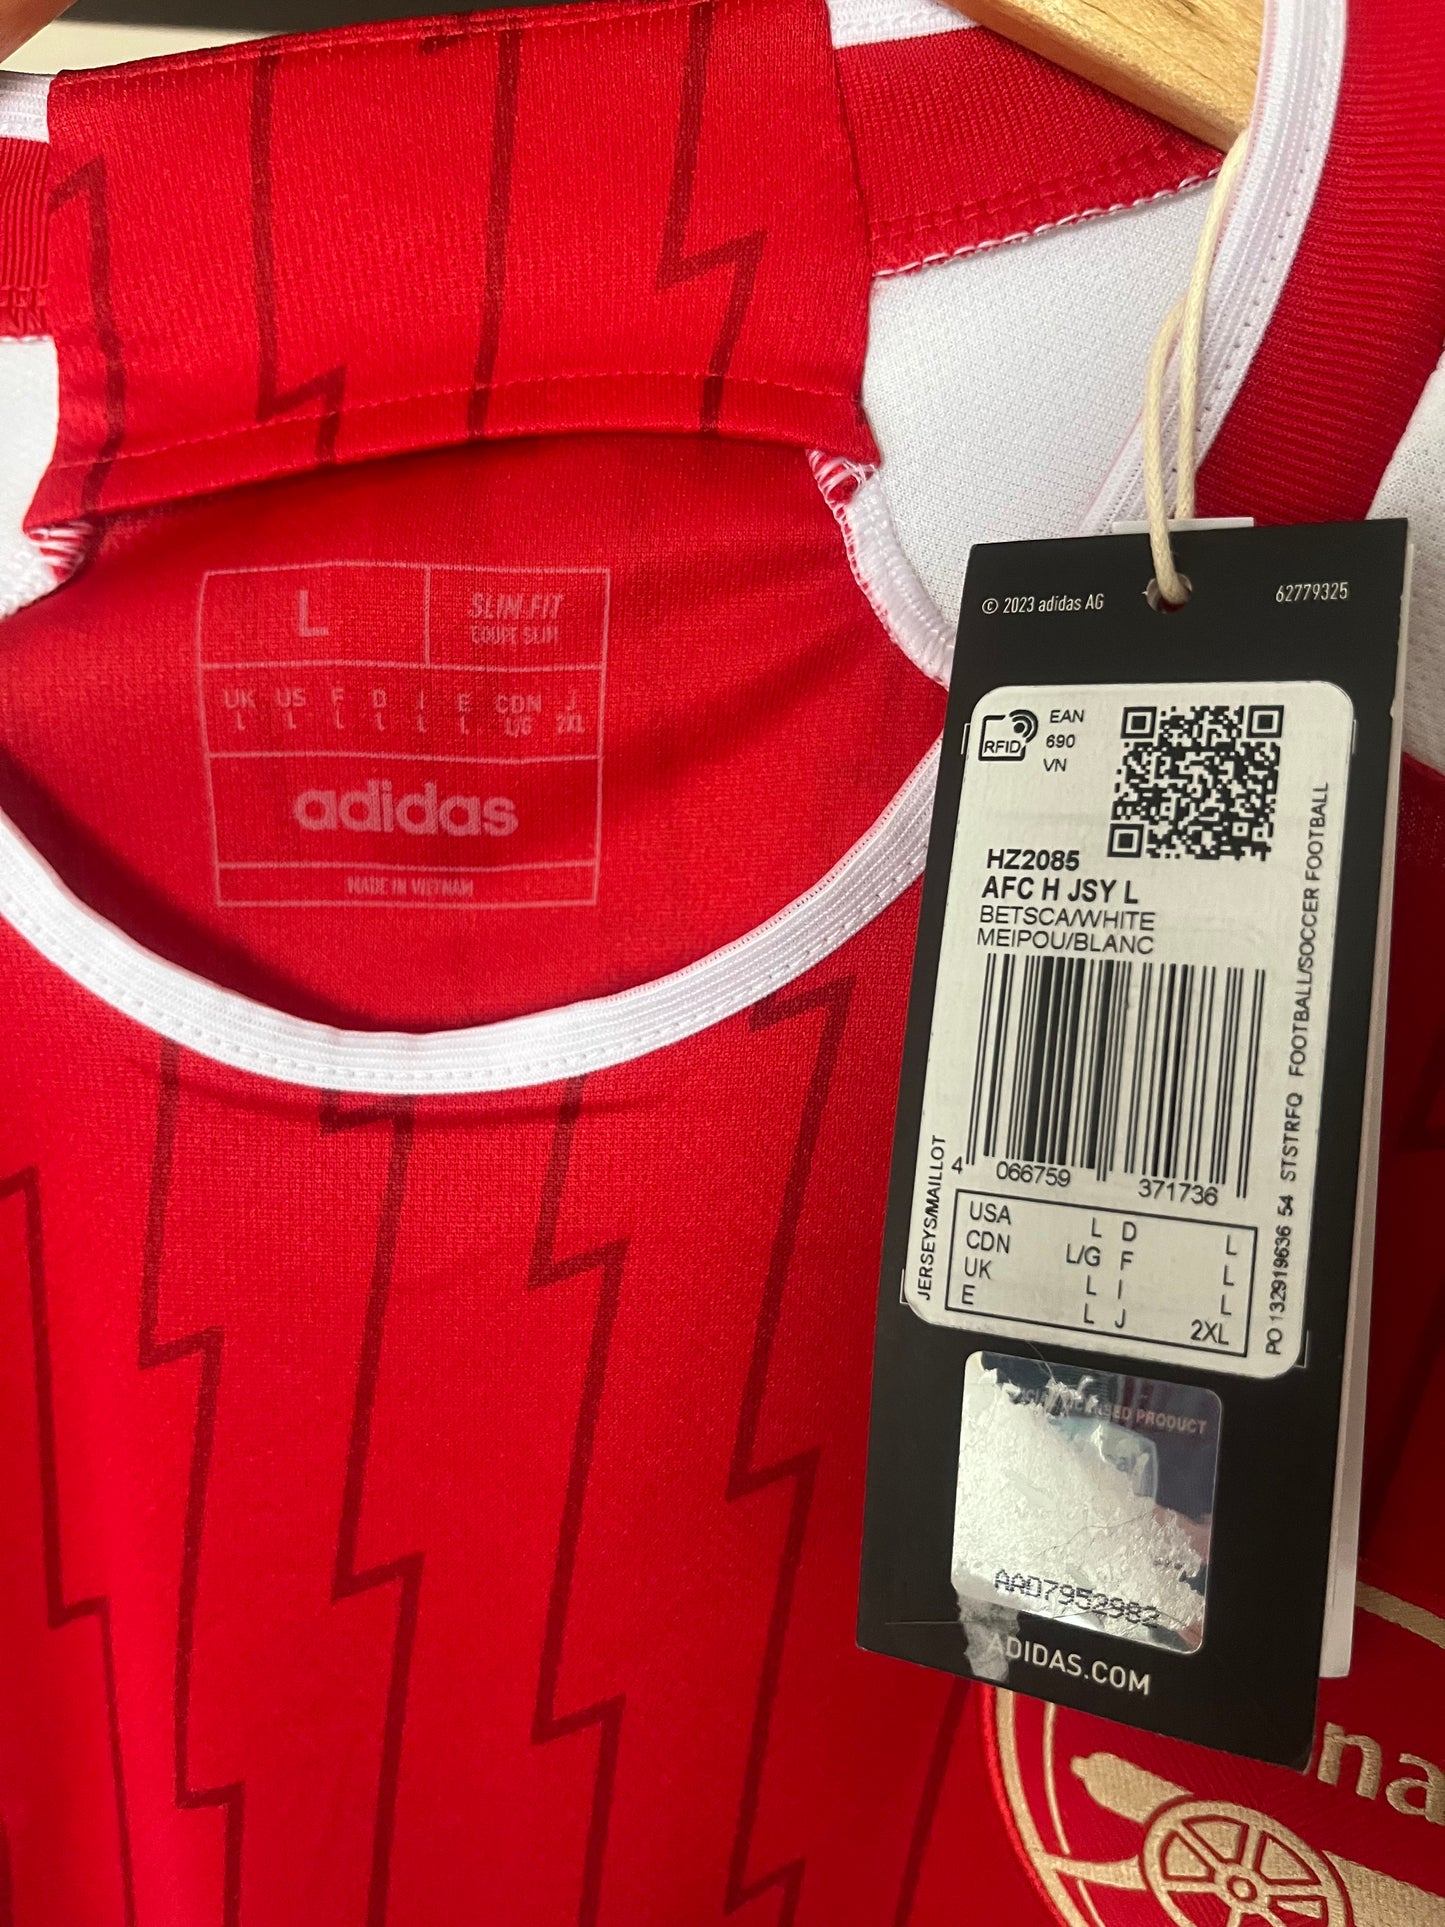 L
SLIM FIT
COUPE SLIM
UK US F D I E CDN J
L L L L L L L/G 2XL
adidas
MADE IN VIETNAM
© 2023 adidas AG
62779325
RFID
EAN
690
VN
HZ2085
AFC H JSY L
BETSCA/WHITE
MEIPOU/BLANC
4 066759 371736
JERSEYS/MAILLOT
PO 132919636 54 STSTRFQ FOOTBALL/SOCCER FOOTBALL
USA L D L
CDN L/G F L
UK L I L
E L J 2XL
PRODUCT
AAD7952982
ADIDAS.COM